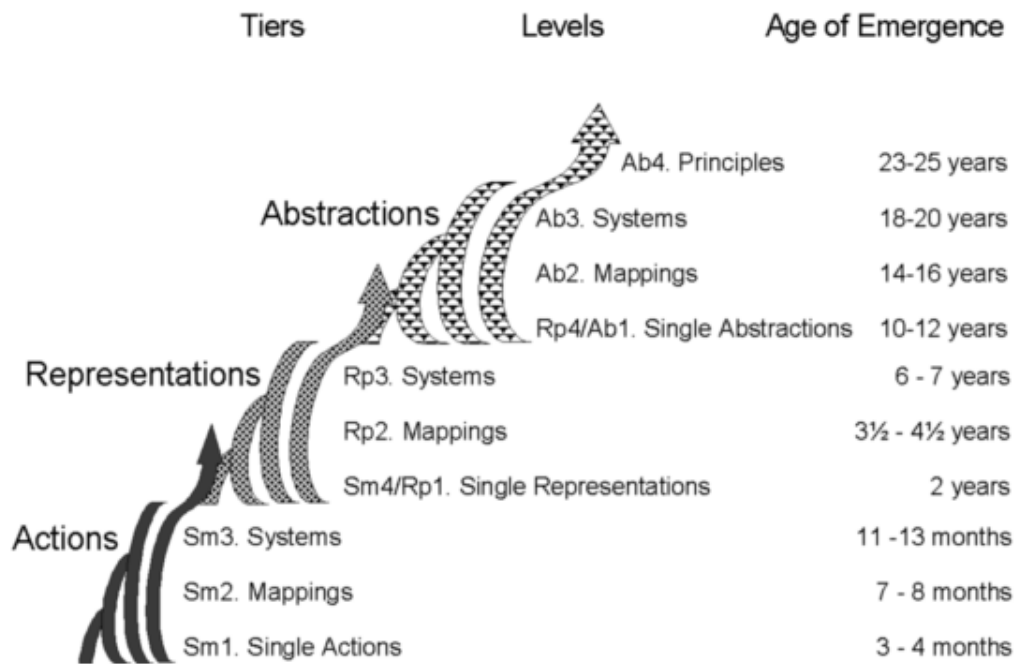 Tiers Levels Age of Emergence
Ab4. Principles 23-25 years
Abstractions Ab3. Systems 18-20 years
Ab2. Mappings 14-16 years
Rp4/Ab1. Single Abstractions 10-12 years
Representations Rp3. Systems 6 - 7 years
Rp2. Mappings 3½ - 4½ years
Sm4/Rp1. Single Representations 2 years
Actions Sm3. Systems 11 -13 months
Sm2. Mappings 7 - 8 months
Sm1. Single Actions 3 - 4 months